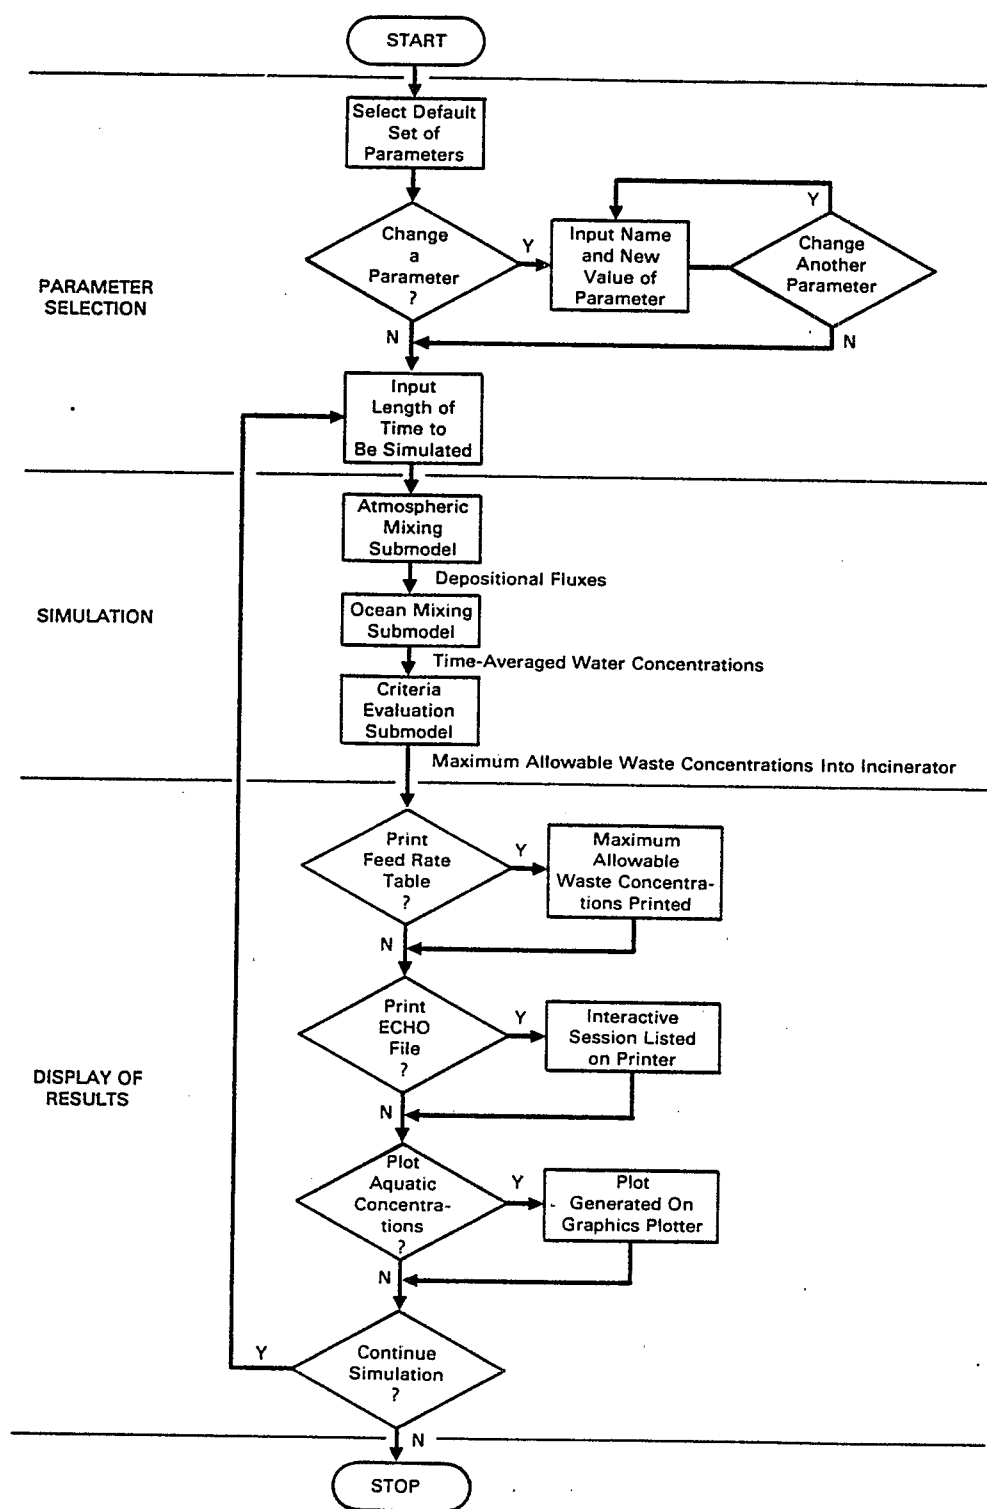 START
Select Default
Set of
Parameters
Change
a
Parameter
?
Y
Input Name
and New
Value of
Parameter
Y
Change
Another
Parameter
N
N
PARAMETER
SELECTION
Input
Length of
Time to
Be Simulated
Atmospheric
Mixing
Submodel
Depositional Fluxes
SIMULATION
Ocean Mixing
Submodel
Time-Averaged Water Concentrations
Criteria
Evaluation
Submodel
Maximum Allowable Waste Concentrations Into Incinerator
Print
Feed Rate
Table
?
Y
Maximum
Allowable
Waste Concentra-
tions Printed
N
Print
ECHO
File
?
Y
Interactive
Session Listed
on Printer
DISPLAY OF
RESULTS
N
Plot
Aquatic
Concentra-
tions
?
Y
Plot
Generated On
Graphics Plotter
N
Continue
Simulation
?
Y
N
STOP